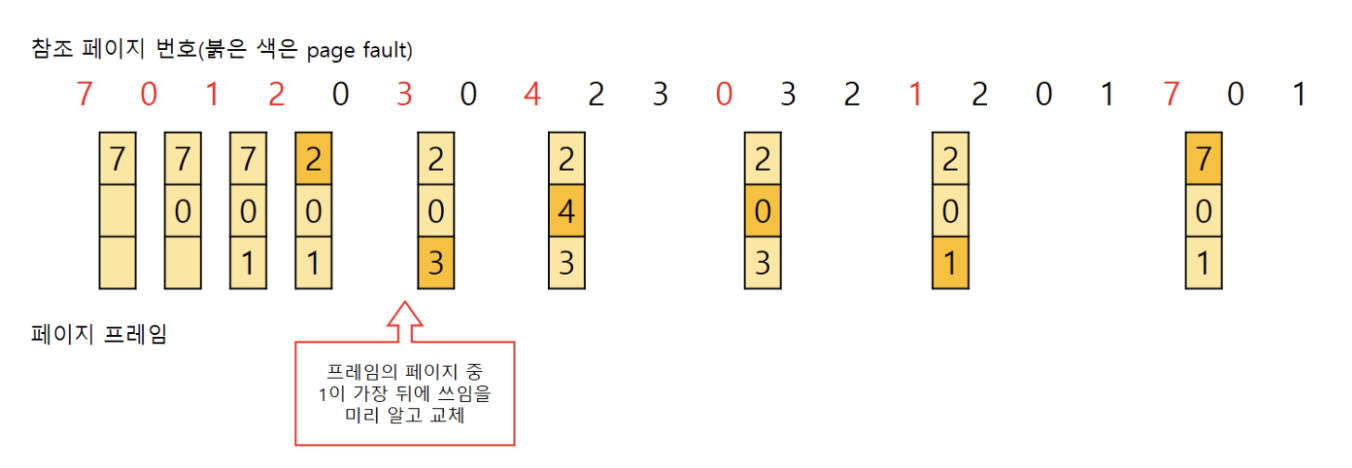 참조 페이지 번호(붉은 색은 page fault)
7 0 1 2 0 3 0 4 2 3 0 3 2 1 2 0 1 7 0 1
7 7 7 2 2 2 2 2 7
0 0 0 0 4 0 0 0
1 1 3 3 3 1 1
페이지 프레임
프레임의 페이지 중
1이 가장 뒤에 쓰임을
미리 알고 교체